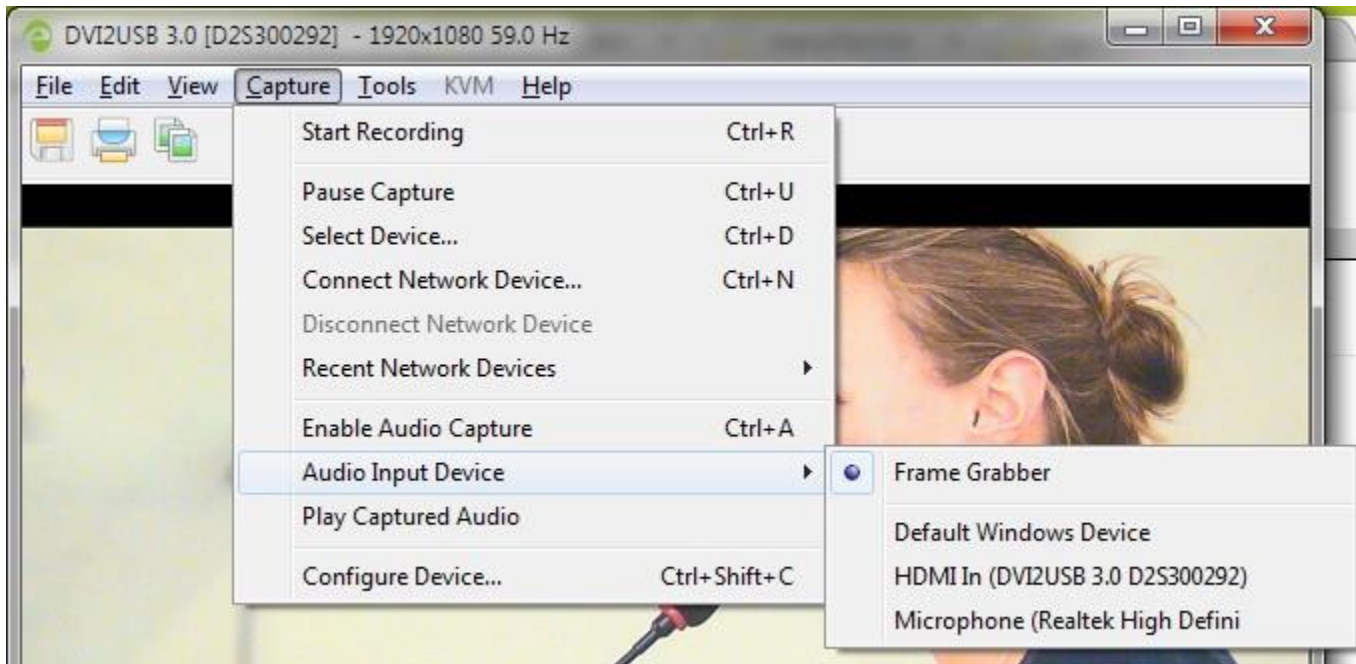 DVI2USB 3.0 [D2S300292] - 1920x1080 59.0 Hz
File Edit View Capture Tools KVM Help
Start Recording Ctrl+R
Pause Capture Ctrl+U
Select Device... Ctrl+D
Connect Network Device... Ctrl+N
Disconnect Network Device
Recent Network Devices
Enable Audio Capture Ctrl+A
Audio Input Device
Play Captured Audio
Configure Device... Ctrl+Shift+C
Frame Grabber
Default Windows Device
HDMI In (DVI2USB 3.0 D2S300292)
Microphone (Realtek High Defini